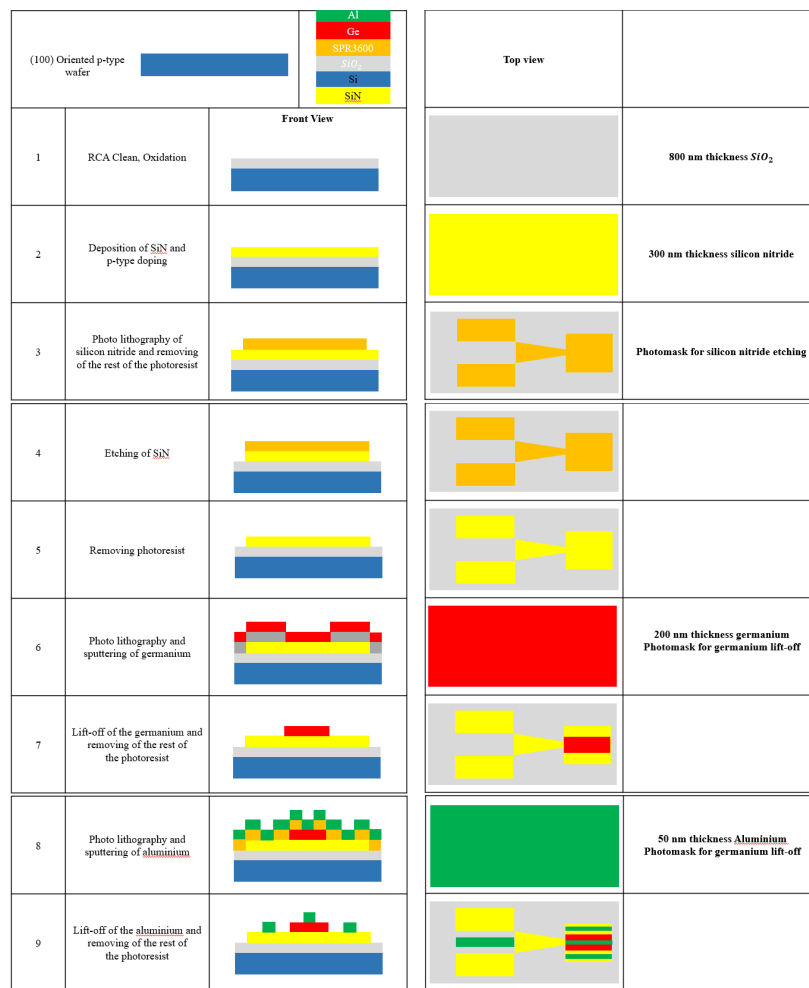 (100) Oriented p-type
wafer
Al
Ge
SPR3600
SiO₂
Si
SiN
Top view
Front View
1
RCA Clean, Oxidation
800 nm thickness SiO₂
2
Deposition of SiN and
p-type doping
300 nm thickness silicon nitride
3
Photo lithography of
silicon nitride and removing
of the rest of the photoresist
Photomask for silicon nitride etching
4
Etching of SiN
5
Removing photoresist
6
Photo lithography and
sputtering of germanium
200 nm thickness germanium
Photomask for germanium lift-off
7
Lift-off of the germanium and
removing of the rest of
the photoresist
8
Photo lithography and
sputtering of aluminium
50 nm thickness Aluminium
Photomask for germanium lift-off
9
Lift-off of the aluminium and
removing of the rest of
the photoresist